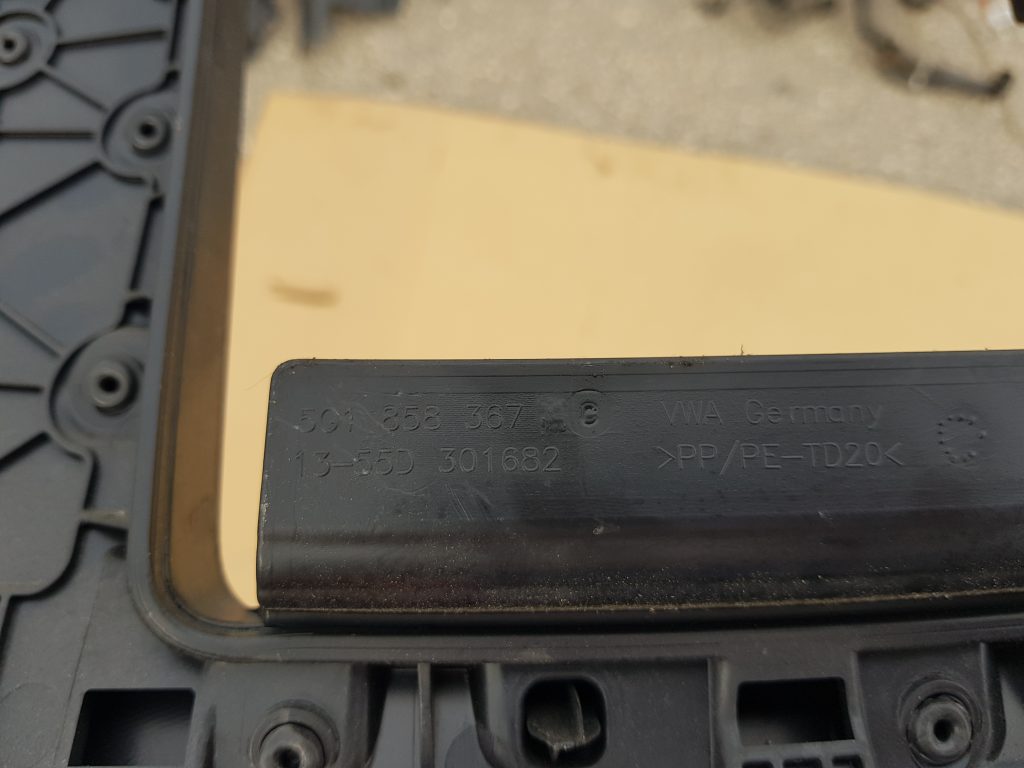 5G1 858 367 B VWA Germany
13-55D 301682 >PP/PE-TD20<